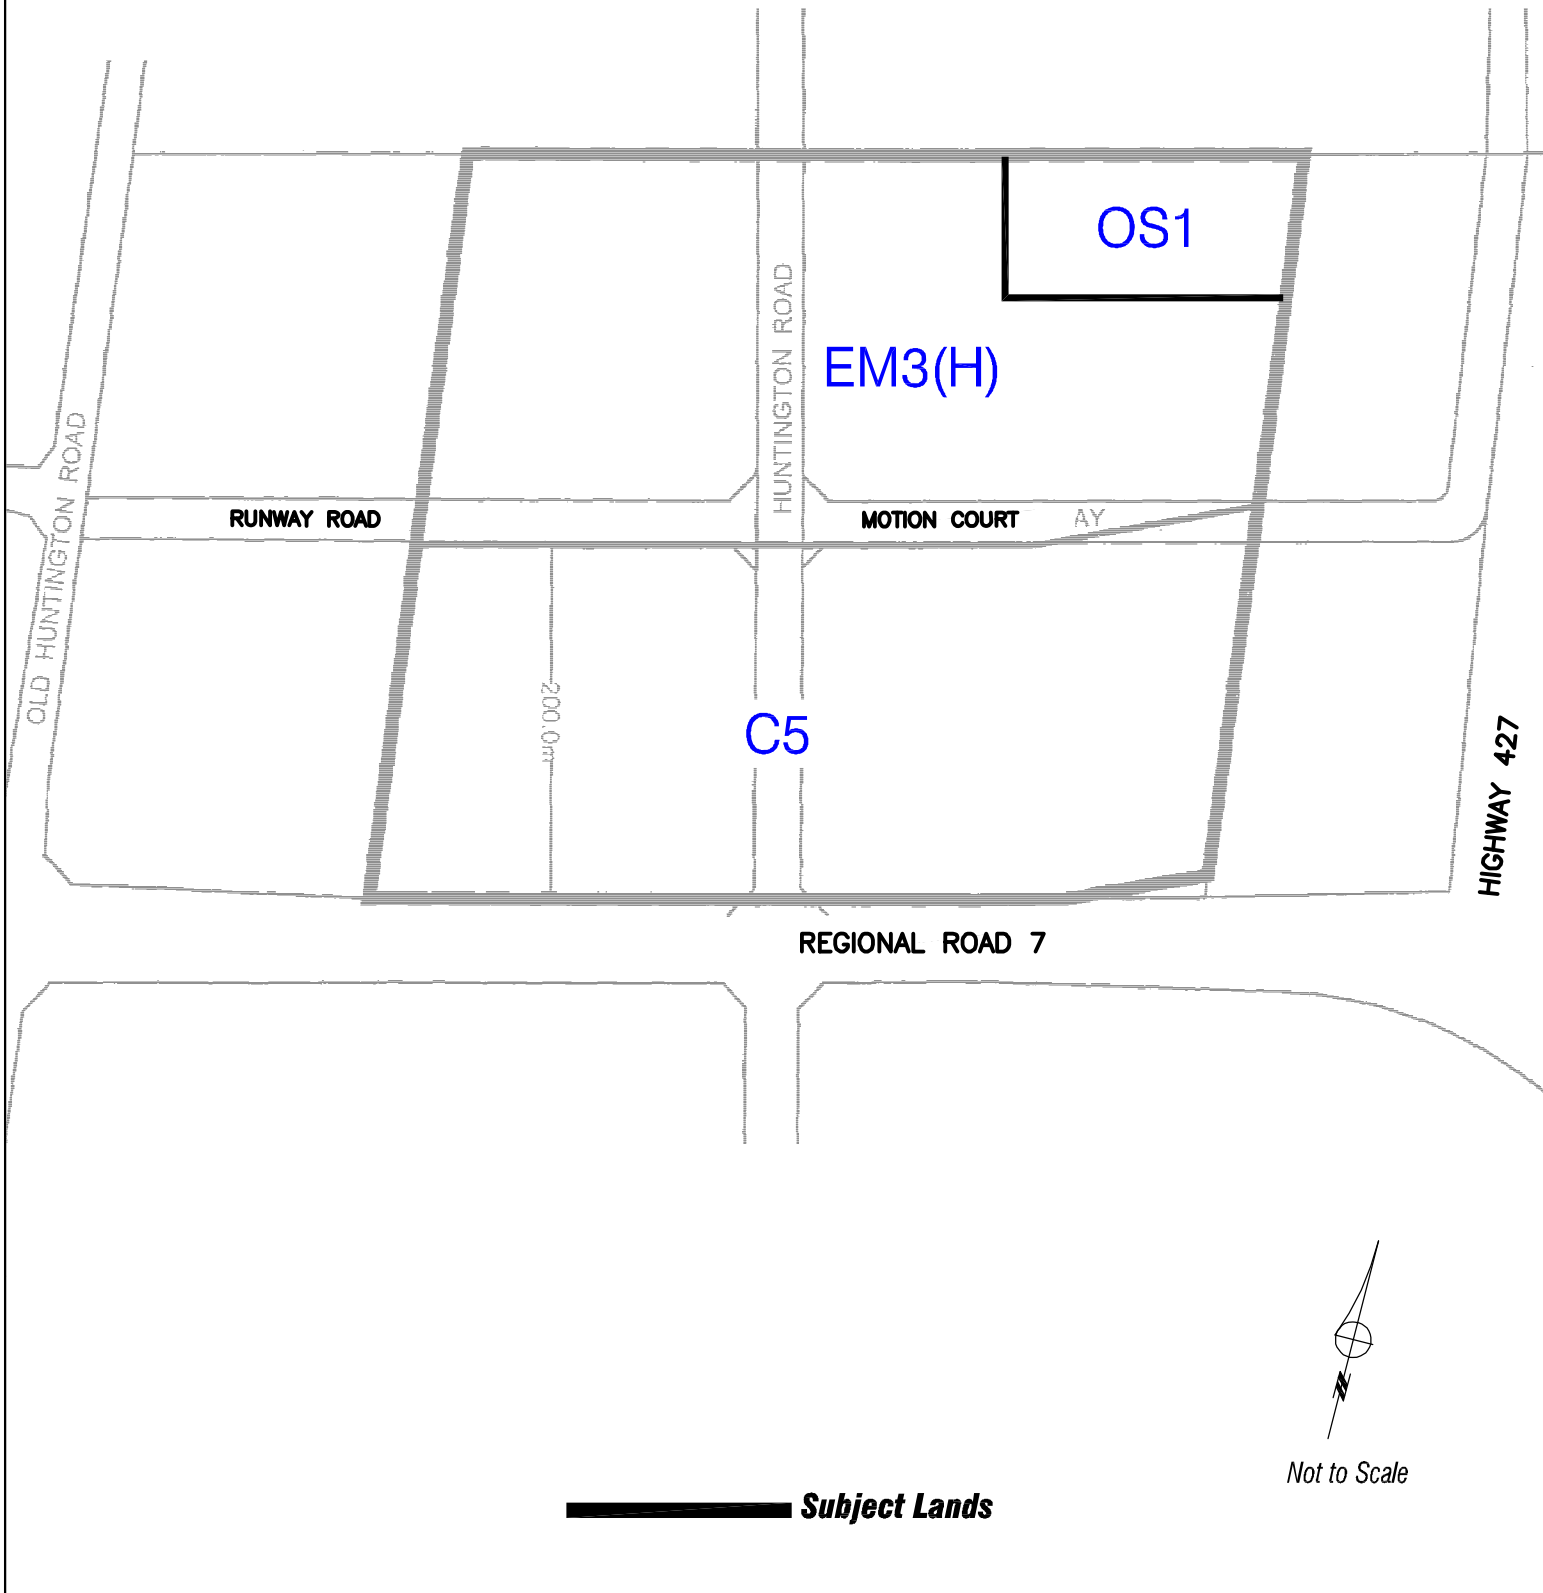 OS1
HUNTINGTON ROAD
EM3(H)
OLD HUNTINGTON ROAD
RUNWAY ROAD
MOTION COURT
AY
200.0m
C5
HIGHWAY 427
REGIONAL ROAD 7
N
Not to Scale
Subject Lands